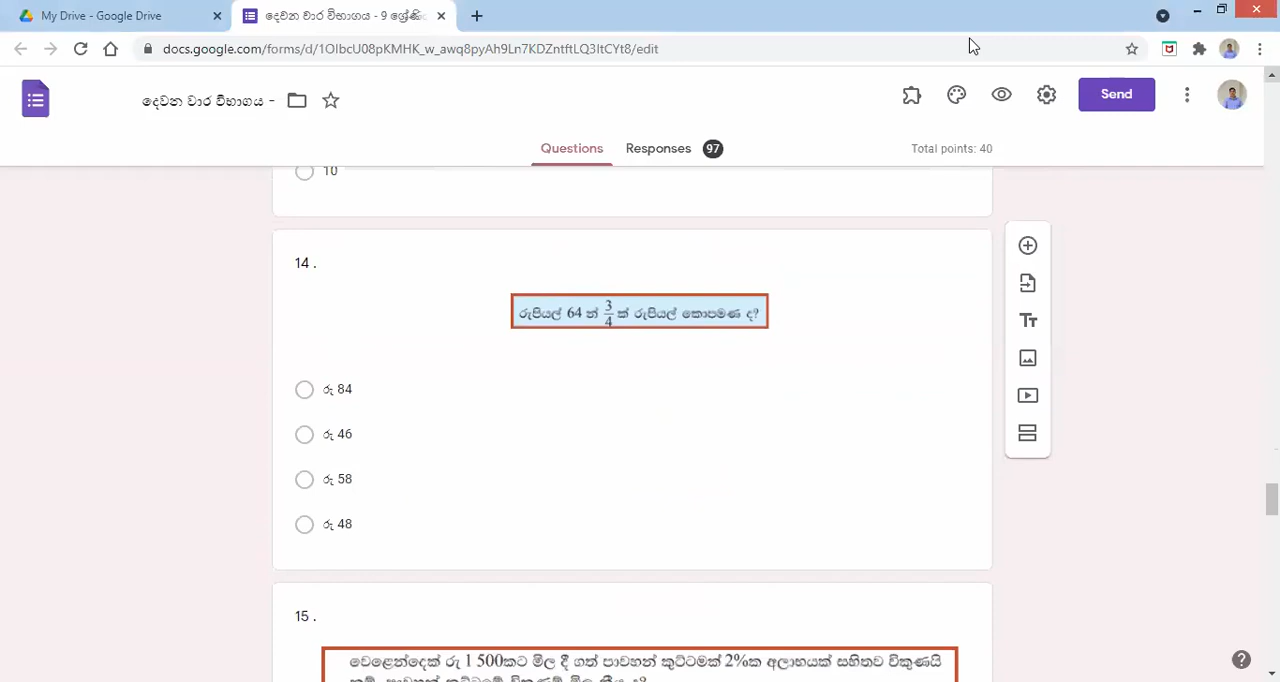 My Drive - Google Drive
දෙවන වාර විභාගය - 9 ශ්‍රේණි
docs.google.com/forms/d/1OlbcU08pKMHK_w_awq8pyAh9Ln7KDZntftLQ3ltCYt8/edit
දෙවන වාර විභාගය -
Send
Questions
Responses 97
Total points: 40
10
14 .
රුපියල් 64 න් 3/4 ක් රුපියල් කොපමණ ද?
රු 84
රු 46
රු 58
රු 48
15 .
වෙළෙන්දෙක් රු 1 500කට මිල දී ගත් පාවහන් කුට්ටමක් 2%ක අලාභයක් සහිතව විකුණයි